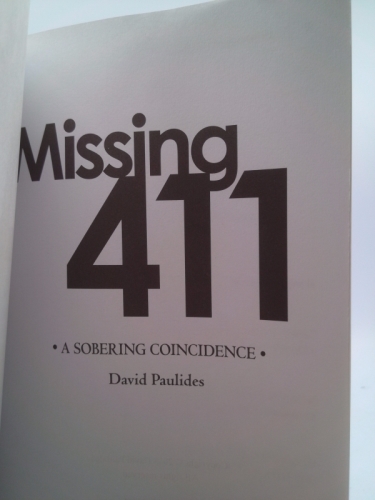 Missing
411
• A SOBERING COINCIDENCE •
David Paulides